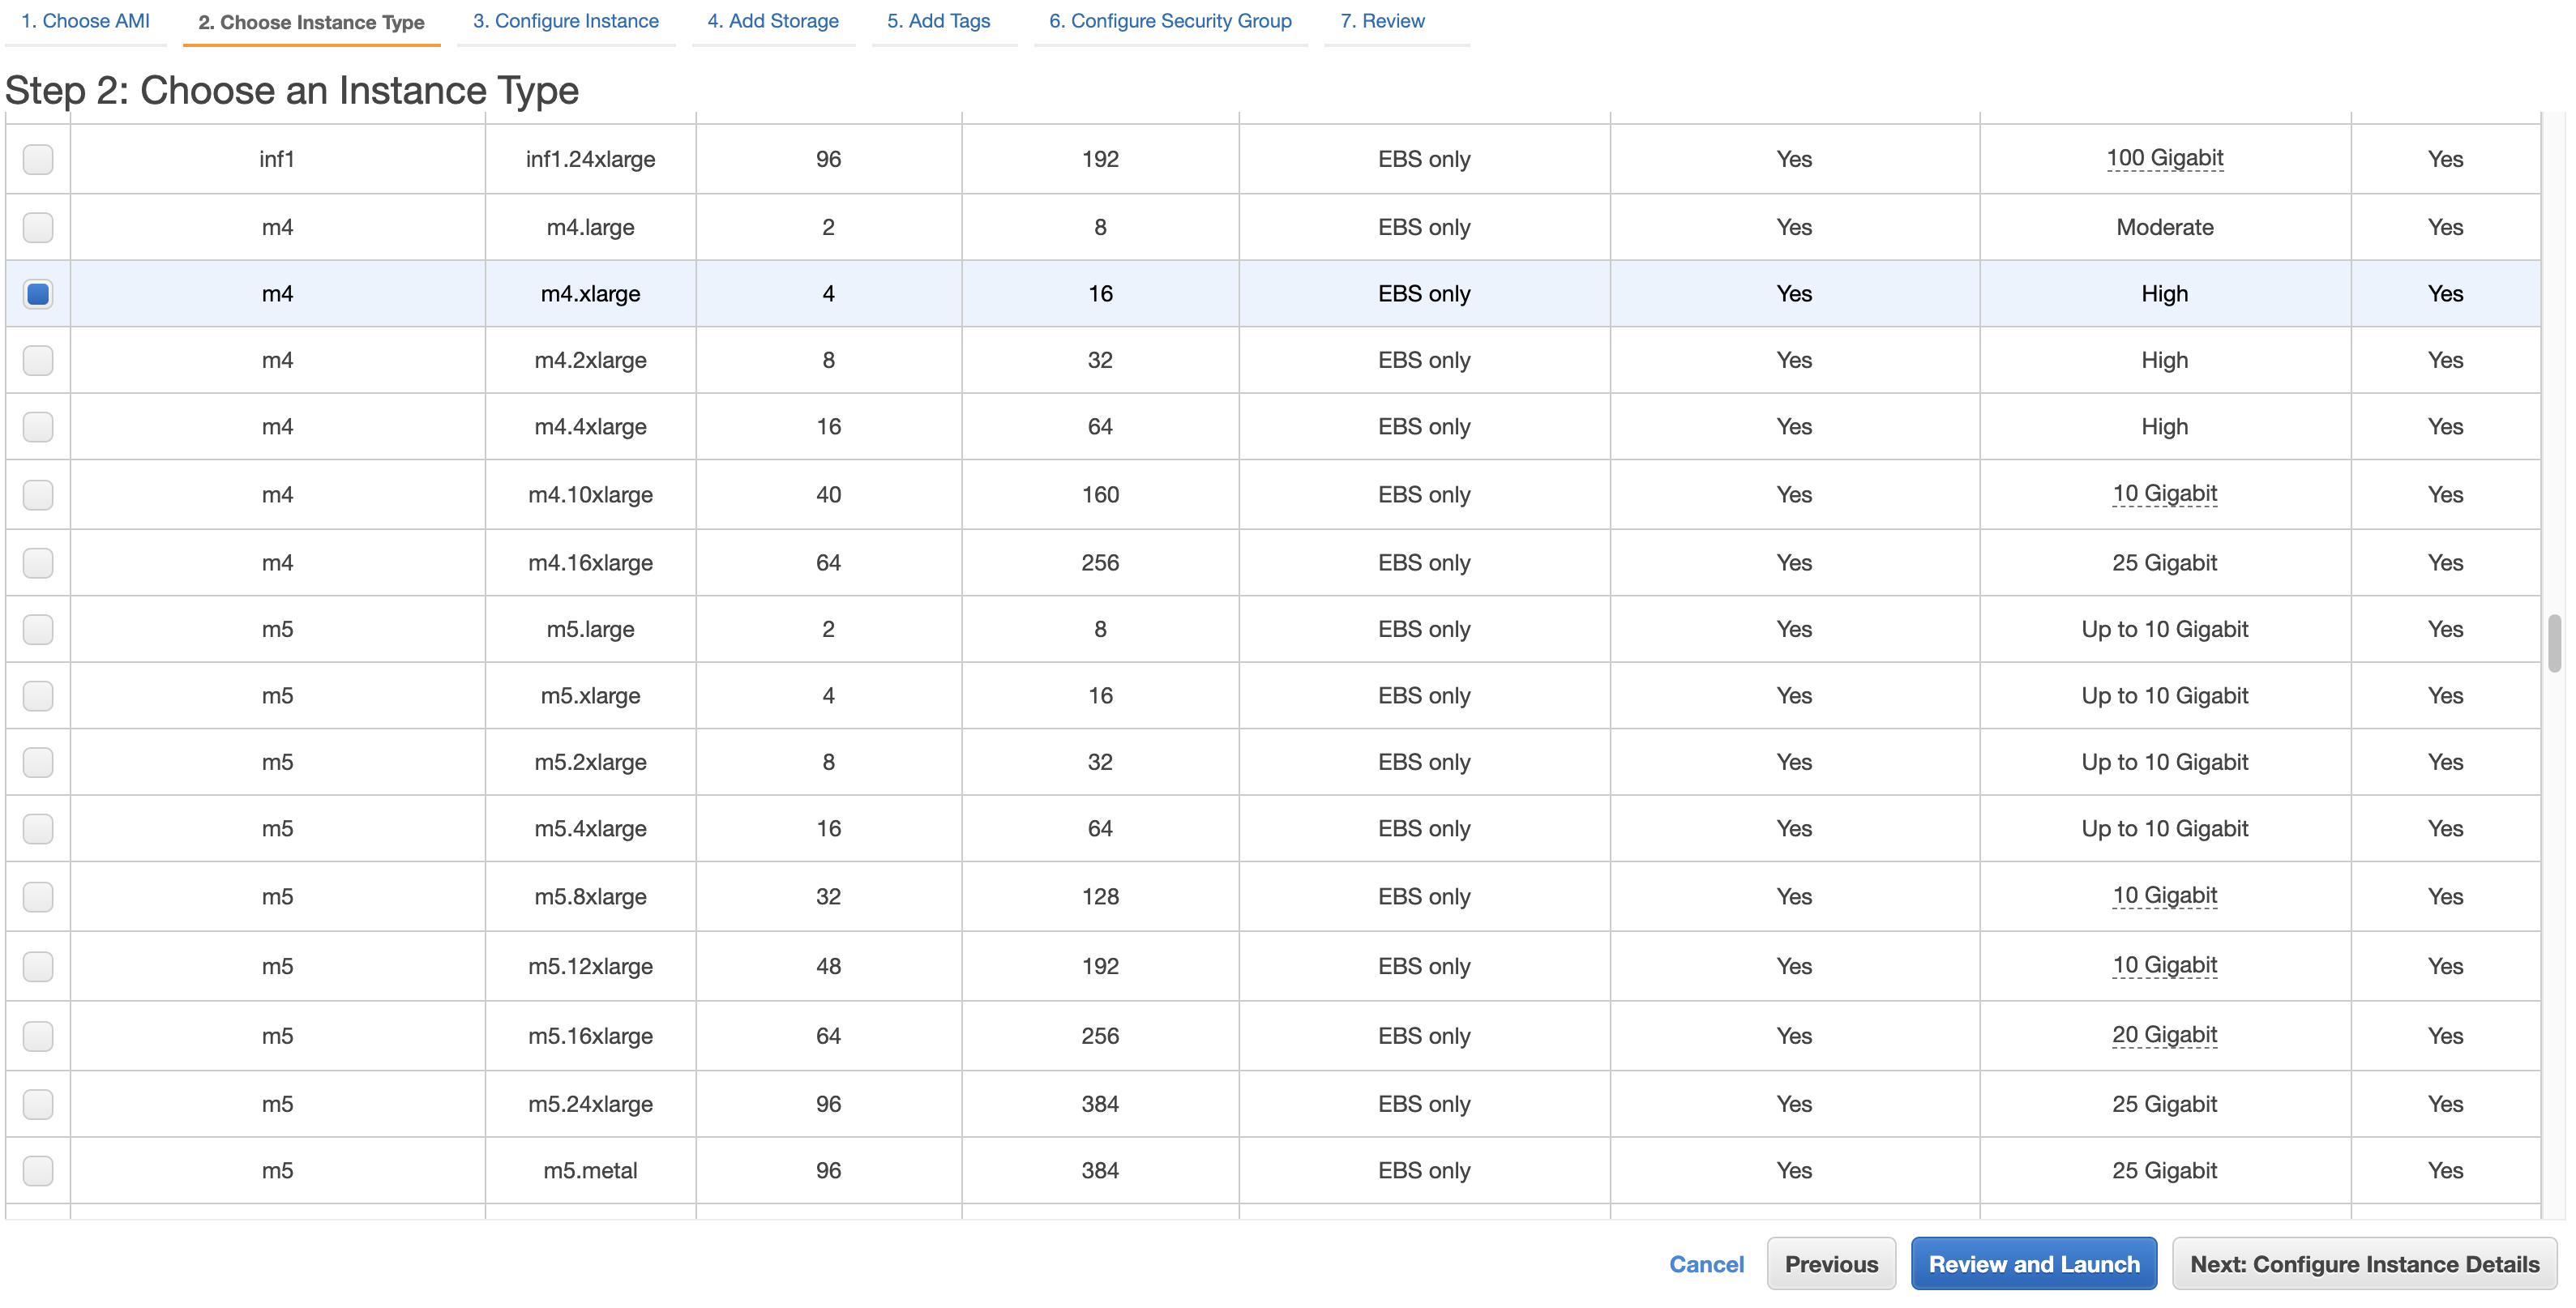 1. Choose AMI 2. Choose Instance Type 3. Configure Instance 4. Add Storage 5. Add Tags 6. Configure Security Group 7. Review
Step 2: Choose an Instance Type
inf1 inf1.24xlarge 96 192 EBS only Yes 100 Gigabit Yes
m4 m4.large 2 8 EBS only Yes Moderate Yes
m4 m4.xlarge 4 16 EBS only Yes High Yes
m4 m4.2xlarge 8 32 EBS only Yes High Yes
m4 m4.4xlarge 16 64 EBS only Yes High Yes
m4 m4.10xlarge 40 160 EBS only Yes 10 Gigabit Yes
m4 m4.16xlarge 64 256 EBS only Yes 25 Gigabit Yes
m5 m5.large 2 8 EBS only Yes Up to 10 Gigabit Yes
m5 m5.xlarge 4 16 EBS only Yes Up to 10 Gigabit Yes
m5 m5.2xlarge 8 32 EBS only Yes Up to 10 Gigabit Yes
m5 m5.4xlarge 16 64 EBS only Yes Up to 10 Gigabit Yes
m5 m5.8xlarge 32 128 EBS only Yes 10 Gigabit Yes
m5 m5.12xlarge 48 192 EBS only Yes 10 Gigabit Yes
m5 m5.16xlarge 64 256 EBS only Yes 20 Gigabit Yes
m5 m5.24xlarge 96 384 EBS only Yes 25 Gigabit Yes
m5 m5.metal 96 384 EBS only Yes 25 Gigabit Yes
Cancel Previous Review and Launch Next: Configure Instance Details